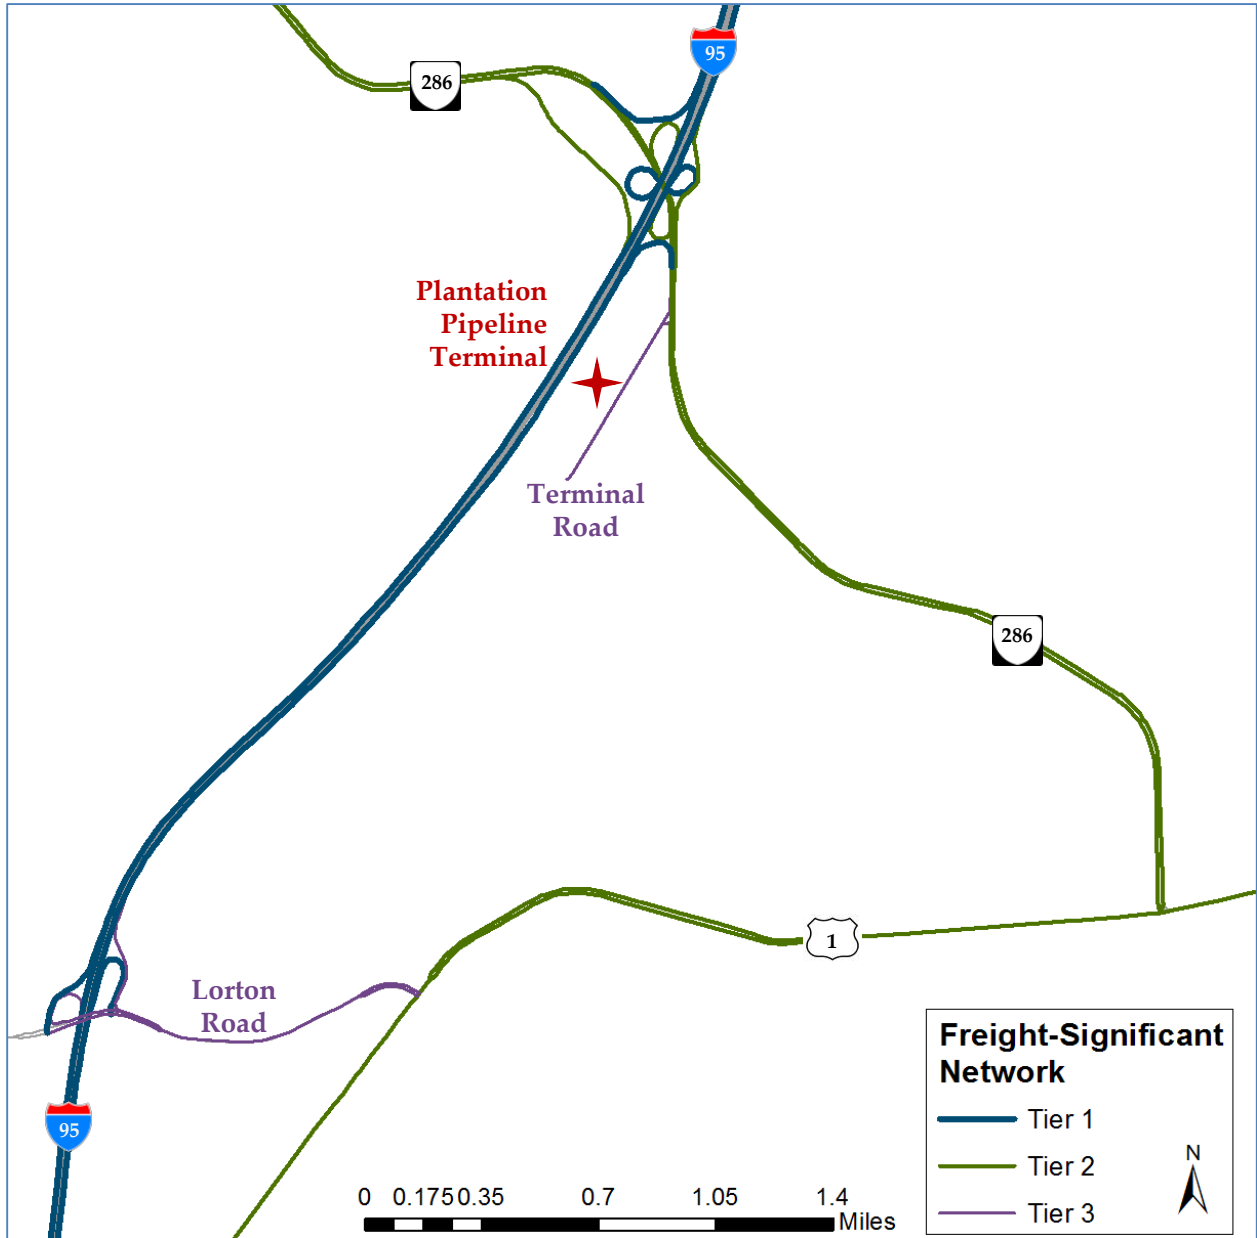 95
286
Plantation
Pipeline
Terminal
Terminal
Road
286
1
Lorton
Road
95
Freight-Significant
Network
Tier 1
Tier 2
Tier 3
N
0 0.175 0.35 0.7 1.05 1.4
Miles